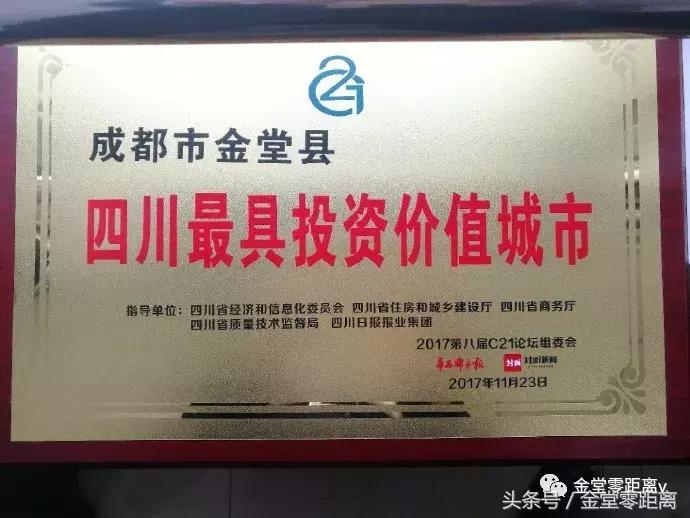 C21
成都市金堂县
四川最具投资价值城市
指导单位：四川省经济和信息化委员会 四川省住房和城乡建设厅 四川省商务厅
四川省质量技术监督局 四川日报报业集团
2017第八届C21论坛组委会
华西都市报 封面 封面新闻
2017年11月23日
金堂零距离v
头条号 / 金堂零距离